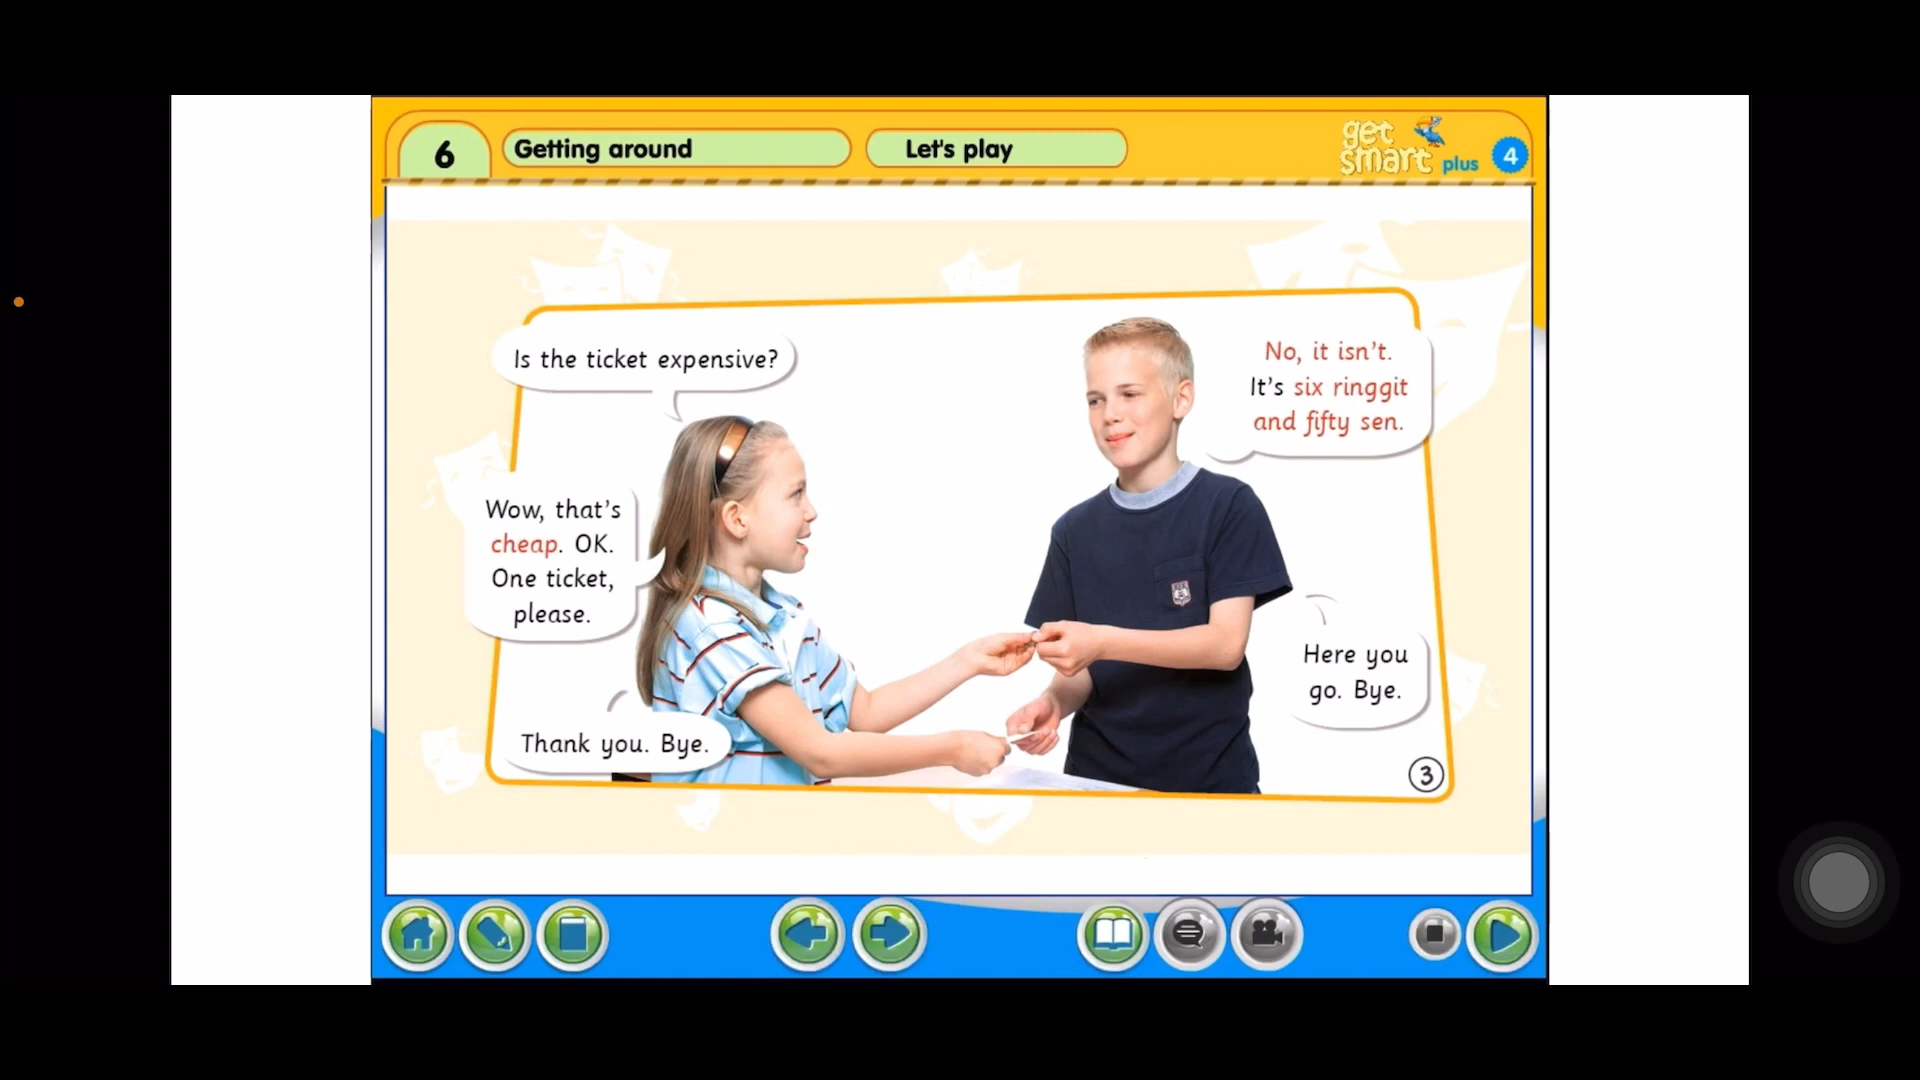 6
Getting around
Let's play
get
smart
plus
4
Is the ticket expensive?
No, it isn't.
It's six ringgit
and fifty sen.
Wow, that's
cheap. OK.
One ticket,
please.
Here you
go. Bye.
Thank you. Bye.
3